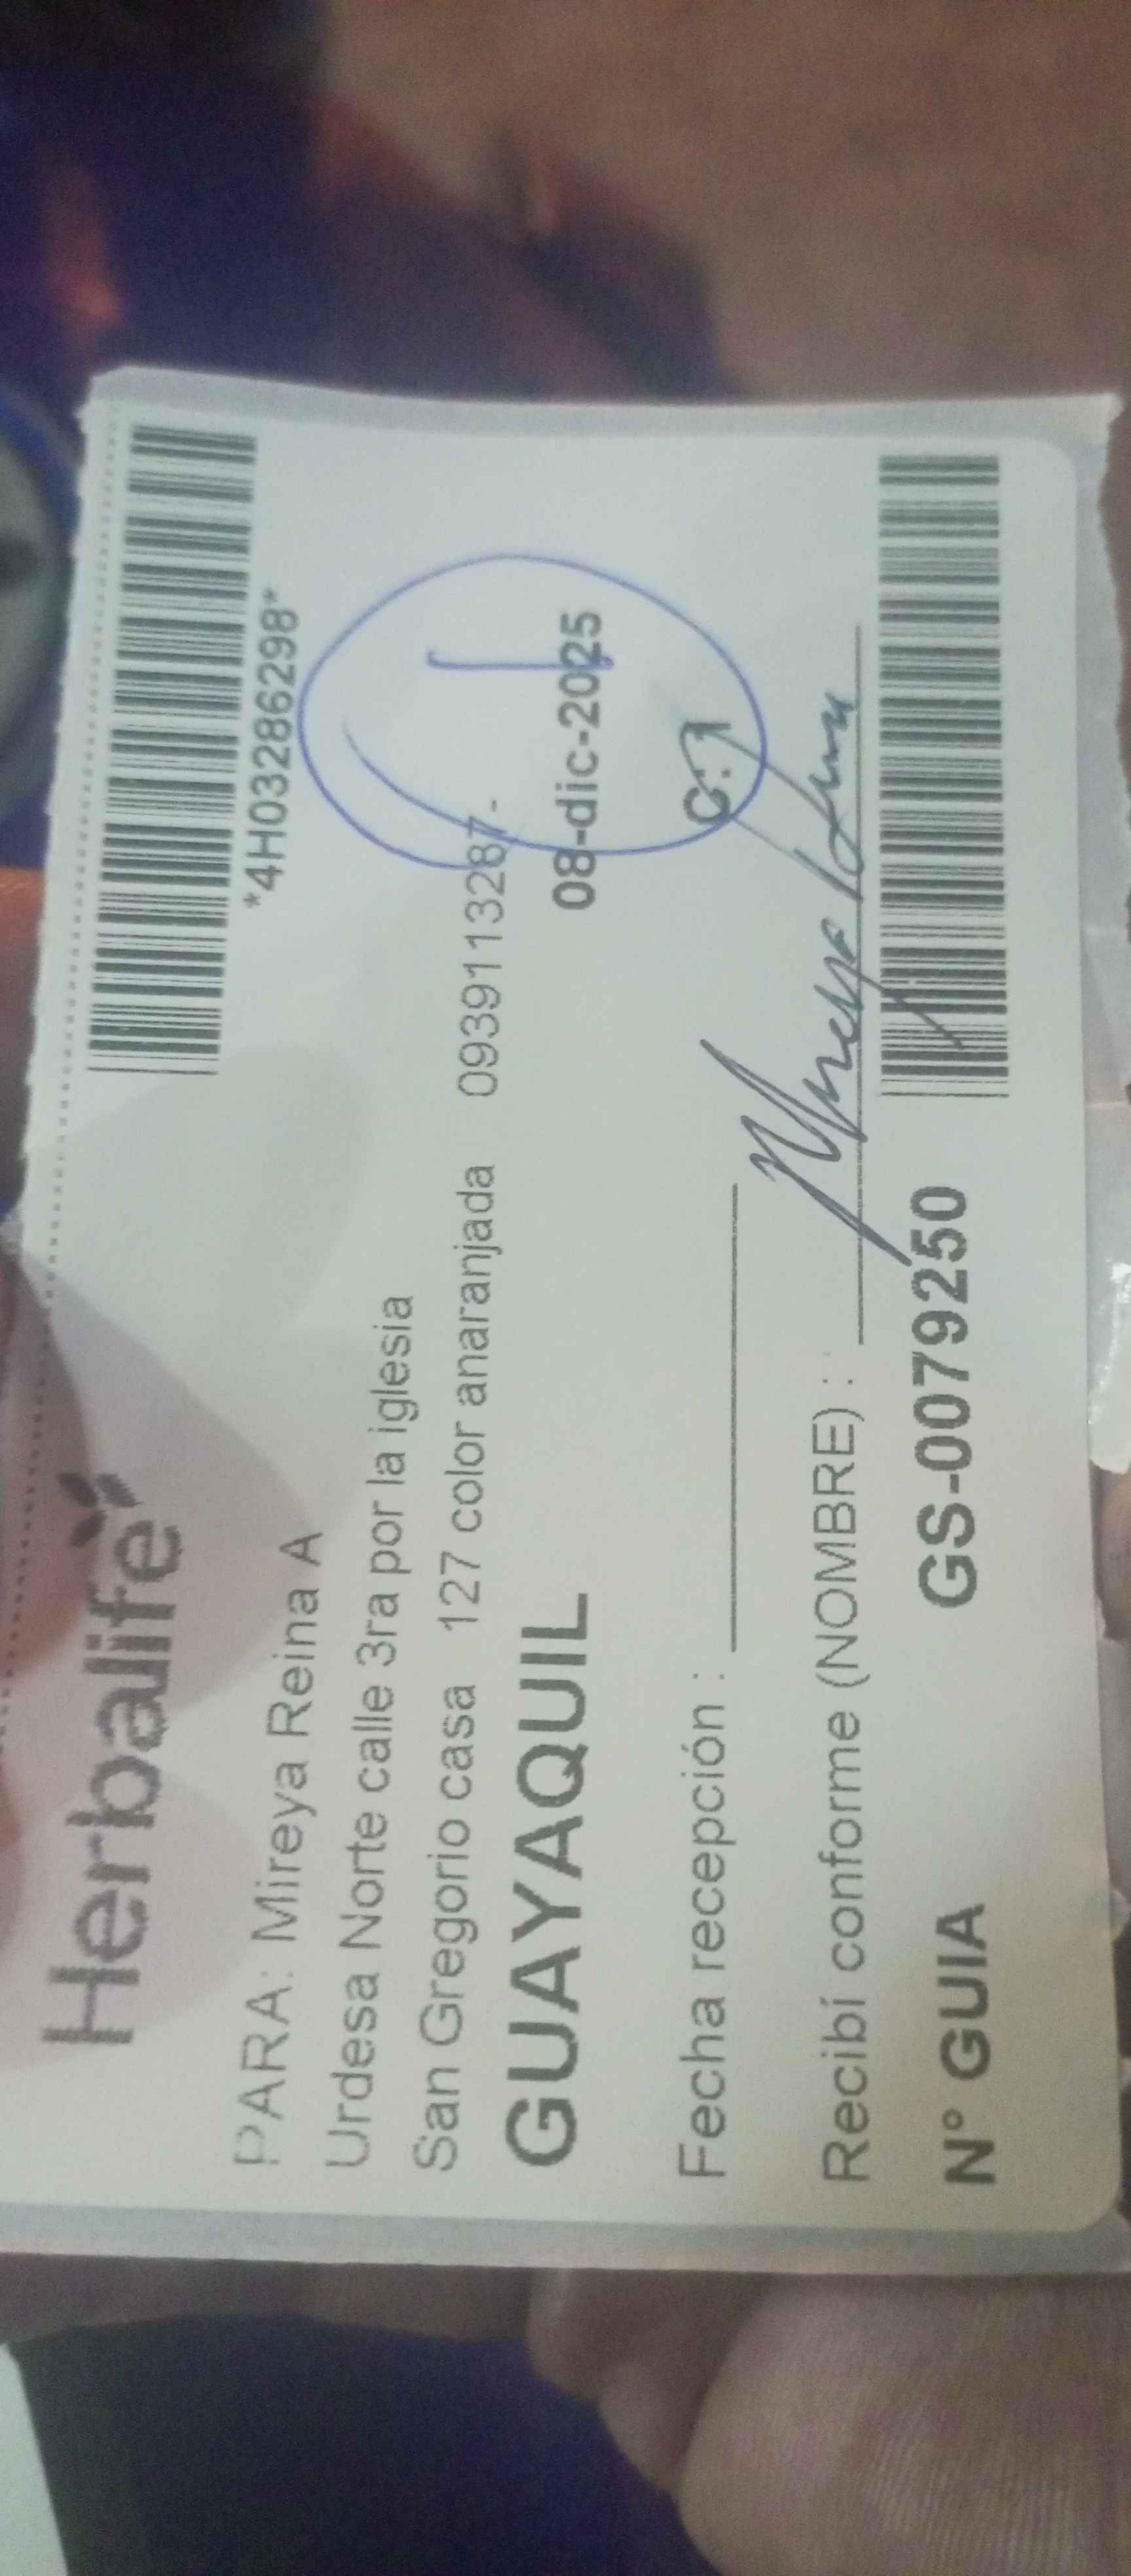 Herbalife
*4H03286298*
PARA: Mireya Reina A
Urdesa Norte calle 3ra por la iglesia
San Gregorio casa 127 color anaranjada 0939113287-
GUAYAQUIL
08-dic-2025
Fecha recepción :
C.I
Recibí conforme (NOMBRE) :
Mireya
N° GUIA GS-0079250